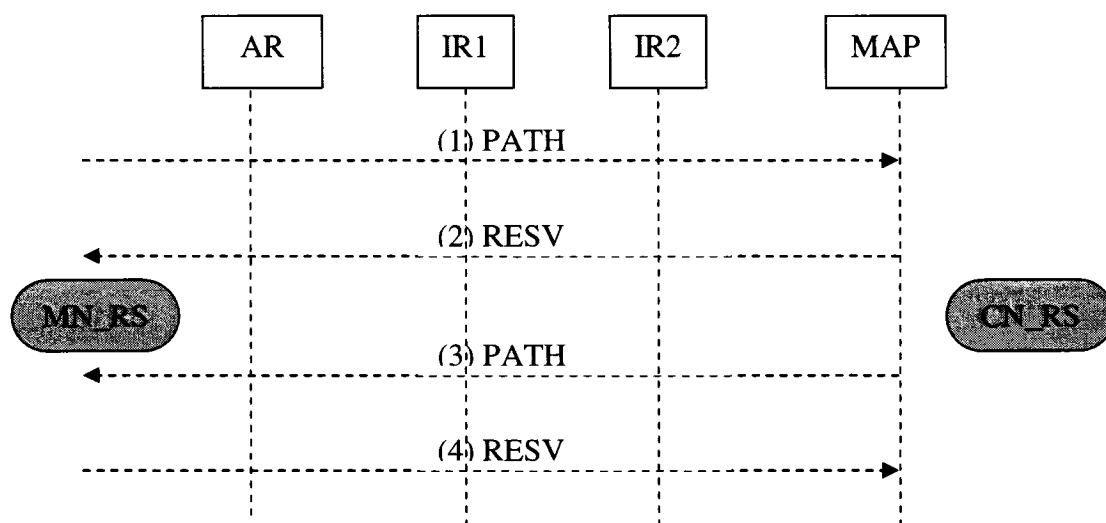 AR IR1 IR2 MAP
(1) PATH
(2) RESV
MN_RS CN_RS
(3) PATH
(4) RESV